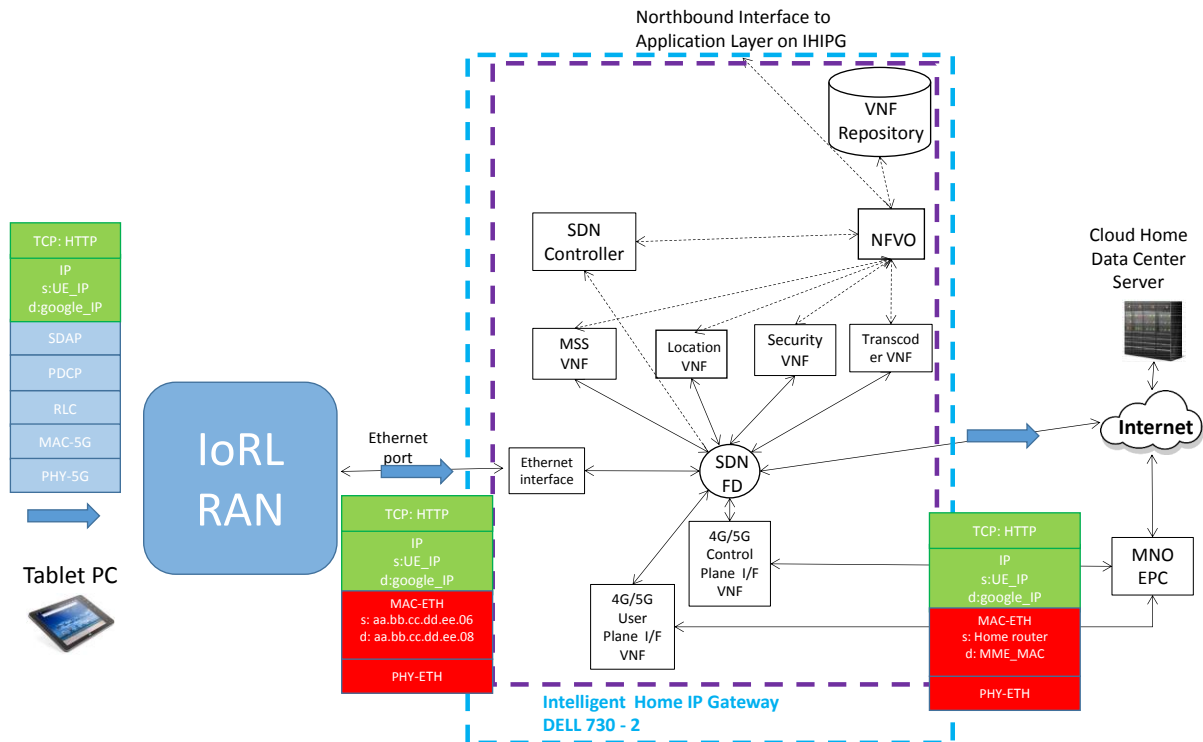 Northbound Interface to
Application Layer on IHIPG
VNF
Repository
SDN
Controller
NFVO
Cloud Home
Data Center
Server
TCP: HTTP
IP
s:UE_IP
d:google_IP
SDAP
PDCP
RLC
MAC-5G
PHY-5G
MSS
VNF
Location
VNF
Security
VNF
Transcod
er VNF
IoRL
RAN
Ethernet
port
Ethernet
interface
SDN
FD
Internet
TCP: HTTP
IP
s:UE_IP
d:google_IP
MAC-ETH
s: aa.bb.cc.dd.ee.06
d: aa.bb.cc.dd.ee.08
PHY-ETH
4G/5G
Control
Plane I/F
VNF
4G/5G
User
Plane I/F
VNF
TCP: HTTP
IP
s:UE_IP
d:google_IP
MAC-ETH
s: Home router
d: MME_MAC
PHY-ETH
MNO
EPC
Tablet PC
Intelligent Home IP Gateway
DELL 730 - 2